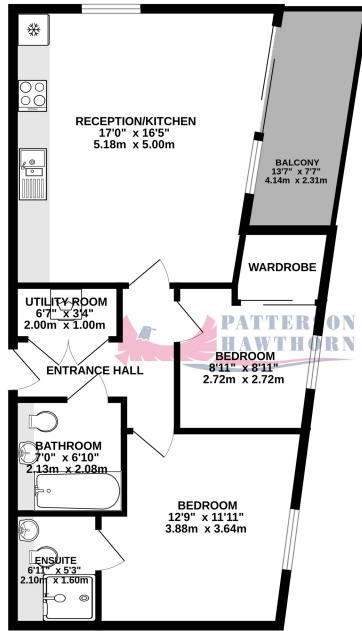 RECEPTION/KITCHEN
17'0" x 16'5"
5.18m x 5.00m
BALCONY
13'7" x 7'7"
4.14m x 2.31m
WARDROBE
UTILITY ROOM
6'7" x 3'4"
2.00m x 1.00m
PATTERSON
HAWTHORN
BEDROOM
8'11" x 8'11"
2.72m x 2.72m
ENTRANCE HALL
BATHROOM
7'0" x 6'10"
2.13m x 2.08m
BEDROOM
12'9" x 11'11"
3.88m x 3.64m
ENSUITE
6'11" x 5'3"
2.10m x 1.60m